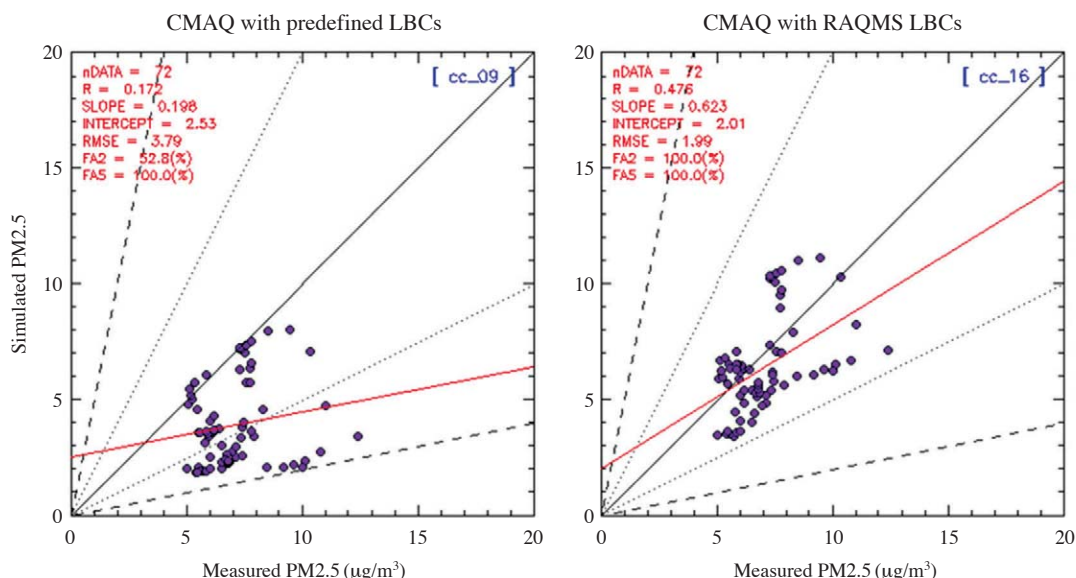 CMAQ with predefined LBCs
CMAQ with RAQMS LBCs
20
15
10
5
0
Simulated PM2.5
nDATA = 72
R = 0.172
SLOPE = 0.198
INTERCEPT = 2.53
RMSE = 3.79
FA2 = 52.8(%)
FA5 = 100.0(%)
[ cc_09 ]
0 5 10 15 20
Measured PM2.5 (µg/m³)
20
15
10
5
0
nDATA = 72
R = 0.476
SLOPE = 0.623
INTERCEPT = 2.01
RMSE = 1.99
FA2 = 100.0(%)
FA5 = 100.0(%)
[ cc_16 ]
0 5 10 15 20
Measured PM2.5 (µg/m³)